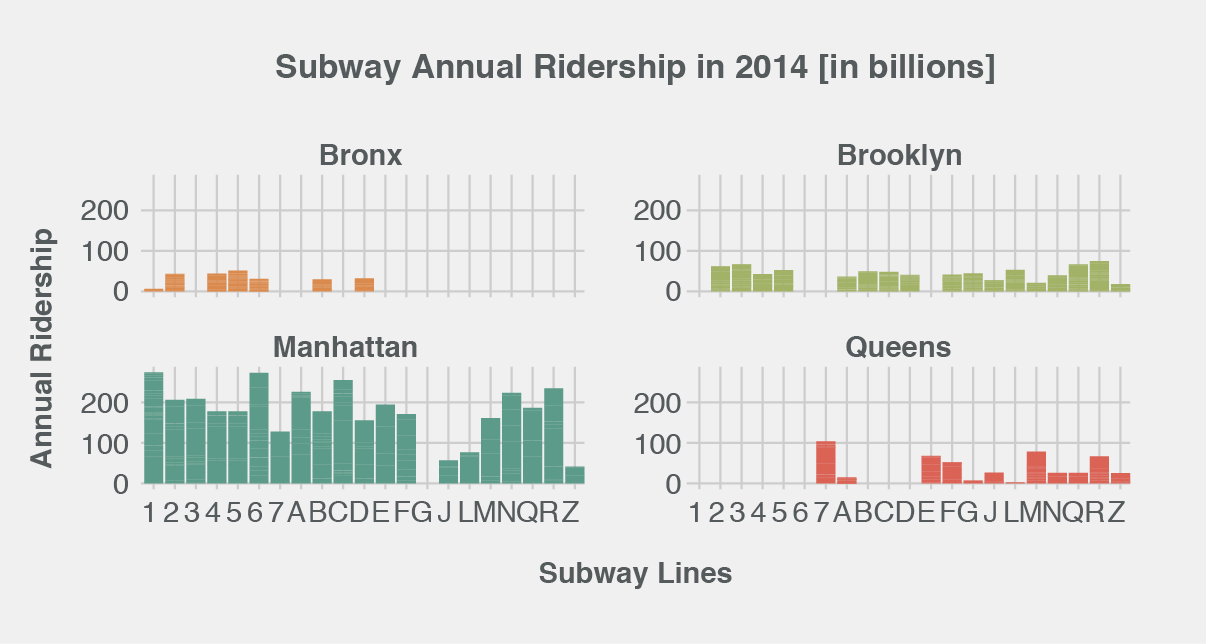 Subway Annual Ridership in 2014 [in billions]
Bronx
Brooklyn
200
100
0
200
100
0
Annual Ridership
Manhattan
Queens
200
100
0
200
100
0
1 2 3 4 5 6 7 A B C D E F G J L M N Q R Z
1 2 3 4 5 6 7 A B C D E F G J L M N Q R Z
Subway Lines